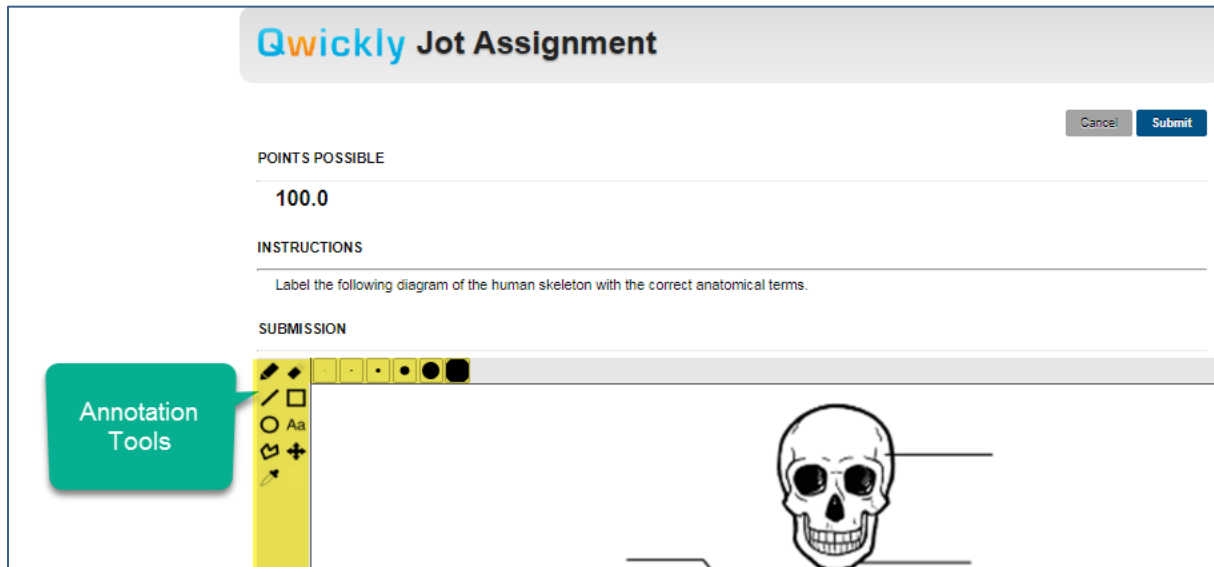 Qwickly Jot Assignment
Cancel Submit
POINTS POSSIBLE
100.0
INSTRUCTIONS
Label the following diagram of the human skeleton with the correct anatomical terms.
SUBMISSION
Annotation
Tools
Aa